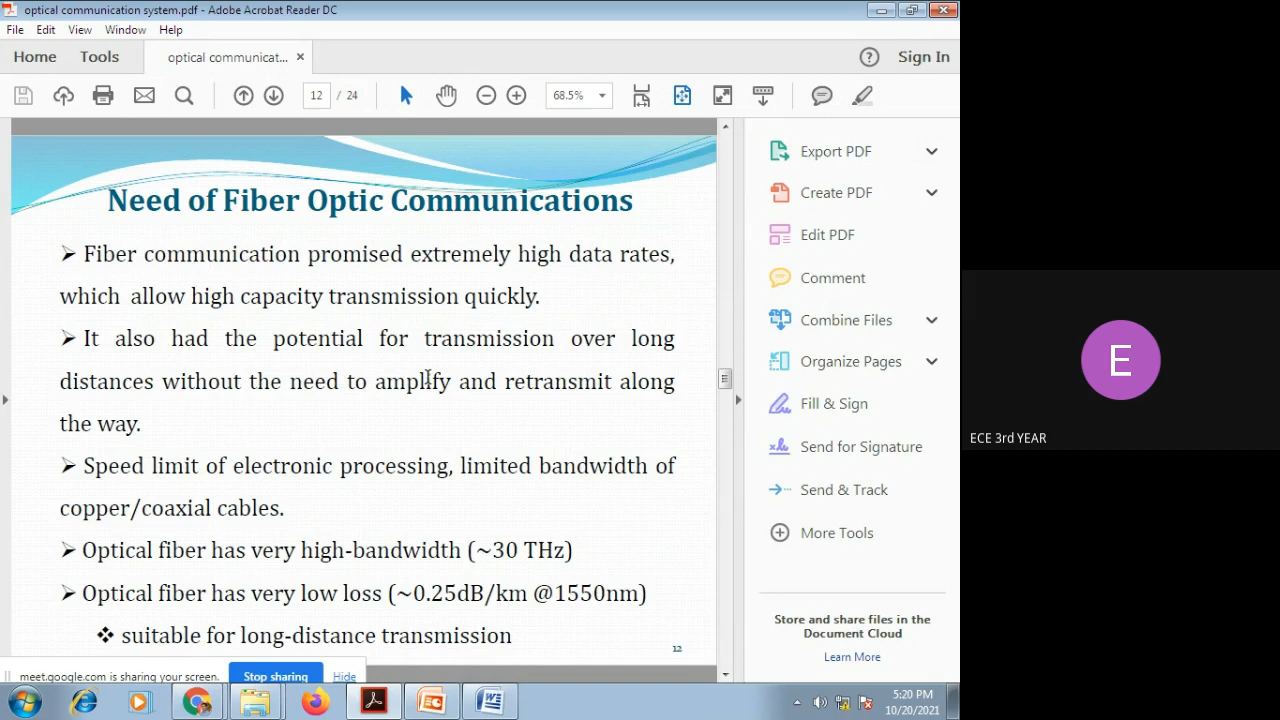 optical communication system.pdf - Adobe Acrobat Reader DC
File Edit View Window Help
Home Tools optical communicat... × Sign In
12 / 24 68.5%
Need of Fiber Optic Communications
➢ Fiber communication promised extremely high data rates,
which allow high capacity transmission quickly.
➢ It also had the potential for transmission over long
distances without the need to amplify and retransmit along
the way.
➢ Speed limit of electronic processing, limited bandwidth of
copper/coaxial cables.
➢ Optical fiber has very high-bandwidth (~30 THz)
➢ Optical fiber has very low loss (~0.25dB/km @1550nm)
❖ suitable for long-distance transmission
12
Export PDF
Create PDF
Edit PDF
Comment
Combine Files
Organize Pages
Fill & Sign
Send for Signature
Send & Track
More Tools
Store and share files in the
Document Cloud
Learn More
meet.google.com is sharing your screen. Stop sharing Hide
5:20 PM
10/20/2021
E
ECE 3rd YEAR